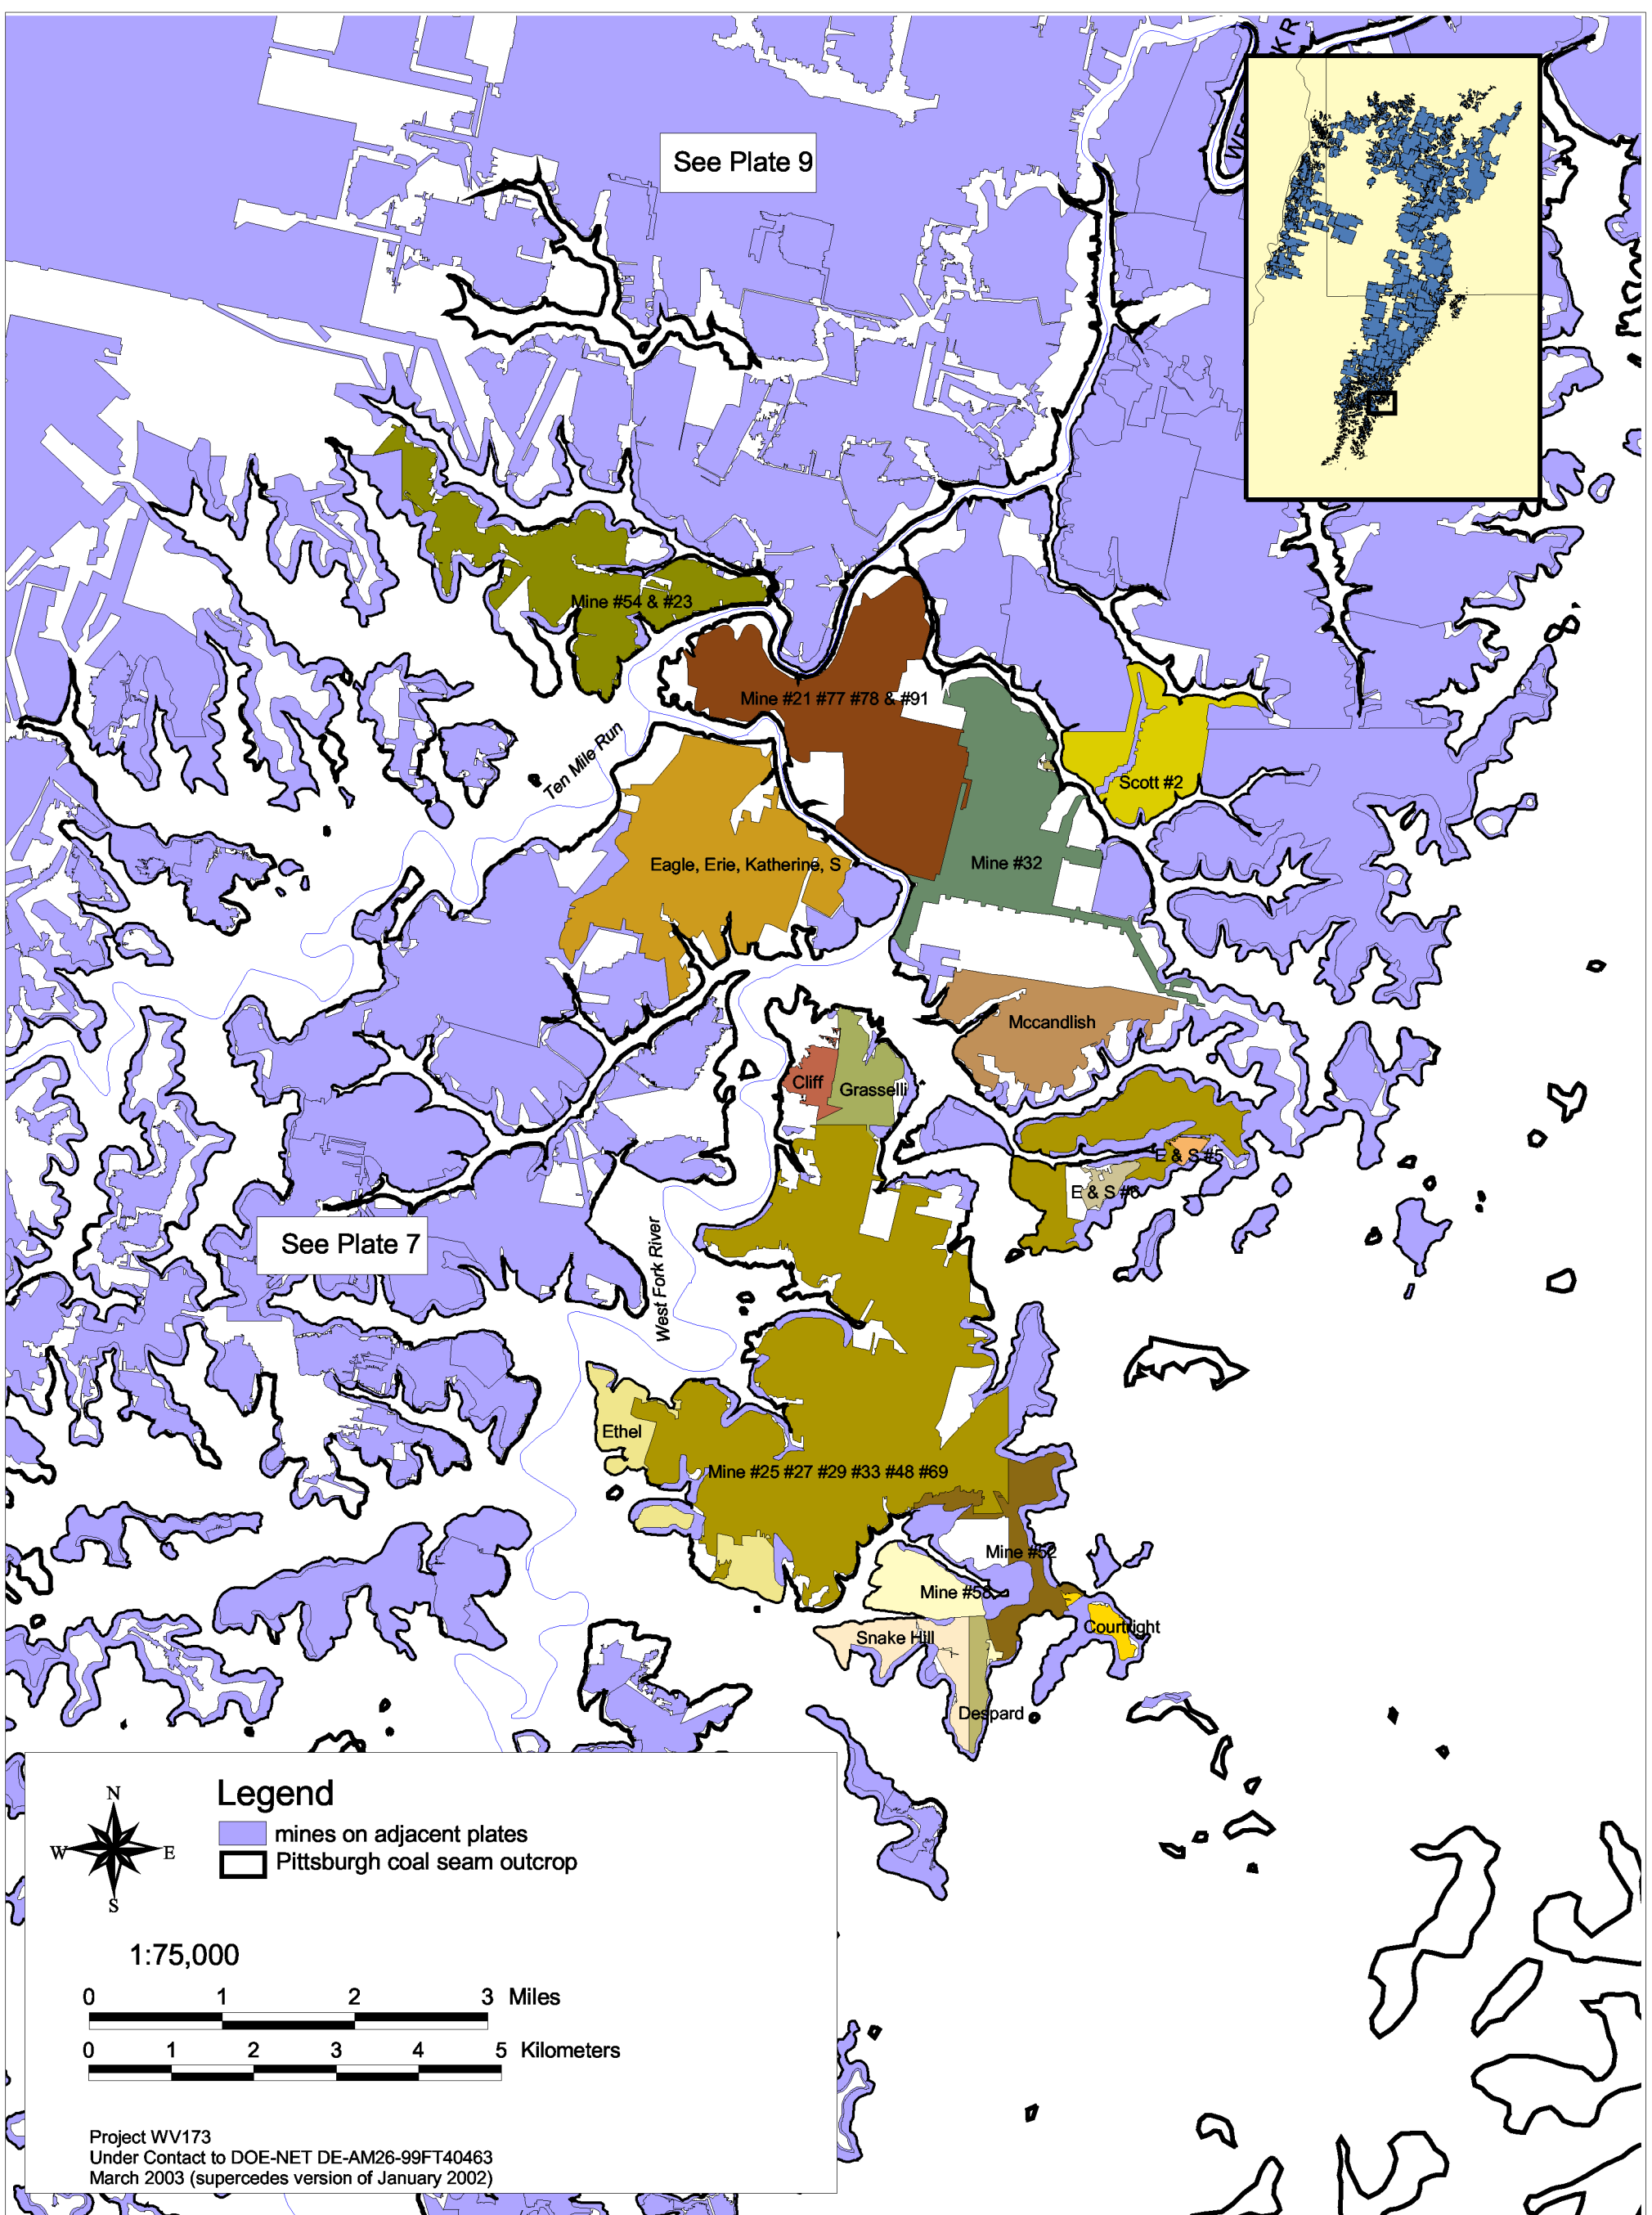 K R
WES
See Plate 9
Mine #54 & #23
Mine #21 #77 #78 & #91
Ten Mile Run
Scott #2
Eagle, Erie, Katherine, S
Mine #32
Mccandlish
Cliff
Grasselli
E & S #5
E & S #6
See Plate 7
West Fork River
Ethel
Mine #25 #27 #29 #33 #48 #69
Mine #52
Mine #58
Snake Hill
Courtright
Despard
Legend
mines on adjacent plates
Pittsburgh coal seam outcrop
N
W E
S
1:75,000
0 1 2 3 Miles
0 1 2 3 4 5 Kilometers
Project WV173
Under Contact to DOE-NET DE-AM26-99FT40463
March 2003 (supercedes version of January 2002)